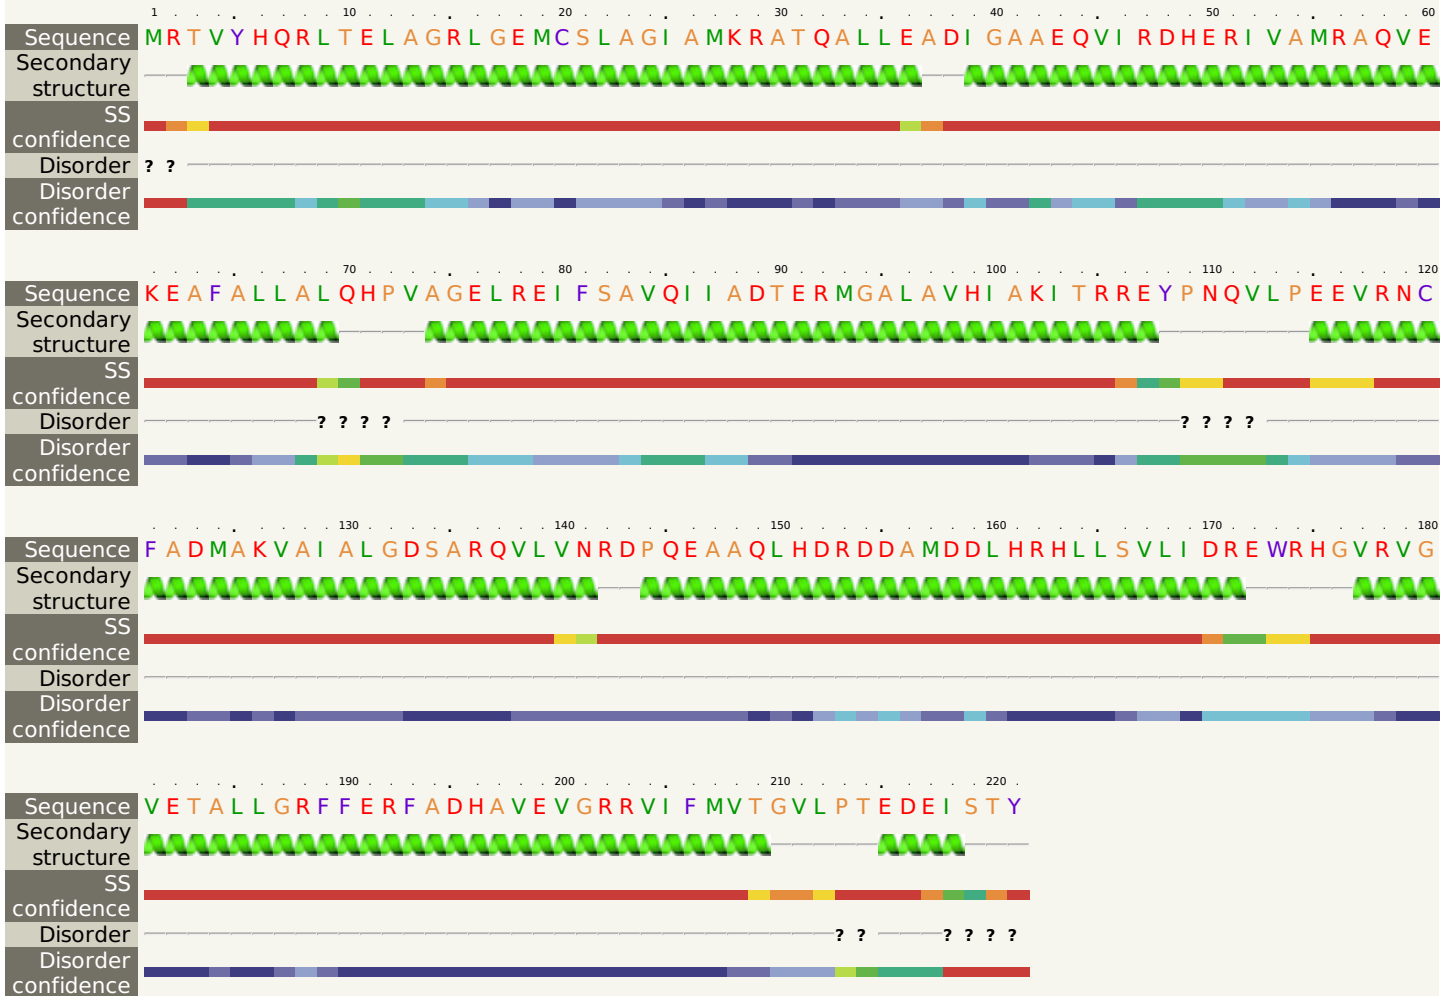 1 10 20 30 40 50 60
Sequence MRTVYHQRLTELAGRLGEMCSLAGIAMKRATQALLEADIGAAEQVIRDHERIVAMRAQVE
Secondary
structure
SS
confidence
Disorder ? ?
Disorder
confidence
70 80 90 100 110 120
Sequence KEAFALLALQHPVAGELREIFSAVQIIADTERMGALAVHIAKITRREYPNQVLPEEVRNC
Secondary
structure
SS
confidence
Disorder ? ? ? ? ? ? ? ?
Disorder
confidence
130 140 150 160 170 180
Sequence FADMAKVAIALGDSARQVLVNRDPQEAAQLHDRDDAMDDLHRHLLSVLIDREWRHGVRVG
Secondary
structure
SS
confidence
Disorder
Disorder
confidence
190 200 210 220
Sequence VETALLGRFFERFADHAVEVGRRVIFMVTGVLPTEDEISTY
Secondary
structure
SS
confidence
Disorder ? ? ? ? ? ?
Disorder
confidence